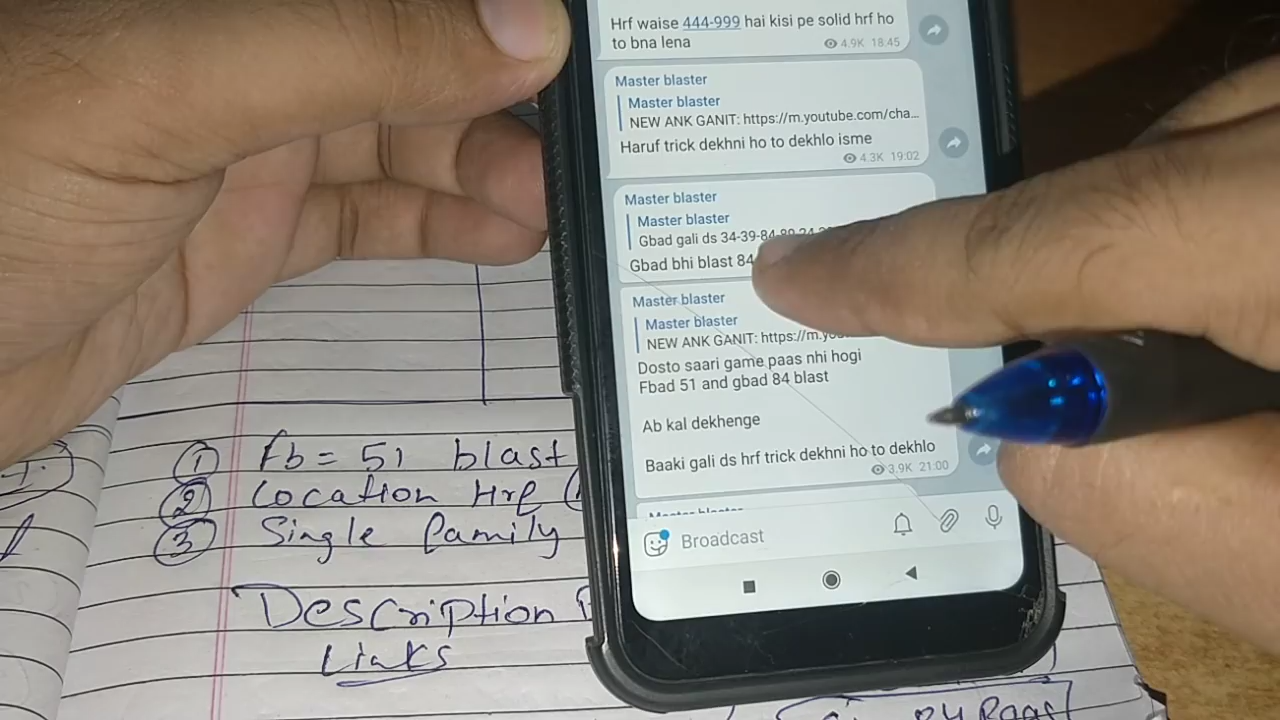 Hrf waise 444-999 hai kisi pe solid hrf ho
to bna lena
4.9K 18:45
Master blaster
Master blaster
NEW ANK GANIT: https://m.youtube.com/cha...
Haruf trick dekhni ho to dekhlo isme
4.3K 19:02
Master blaster
Master blaster
Gbad gali ds 34-39-84-89
Gbad bhi blast 84
Master blaster
Master blaster
NEW ANK GANIT: https://m.
Dosto saari game paas nhi hogi
Fbad 51 and gbad 84 blast
Ab kal dekhenge
Baaki gali ds hrf trick dekhni ho to dekhlo
3.9K 21:00
Broadcast
① Fb = 51 blast
② Location Hrf (
③ Single family
Description
Links